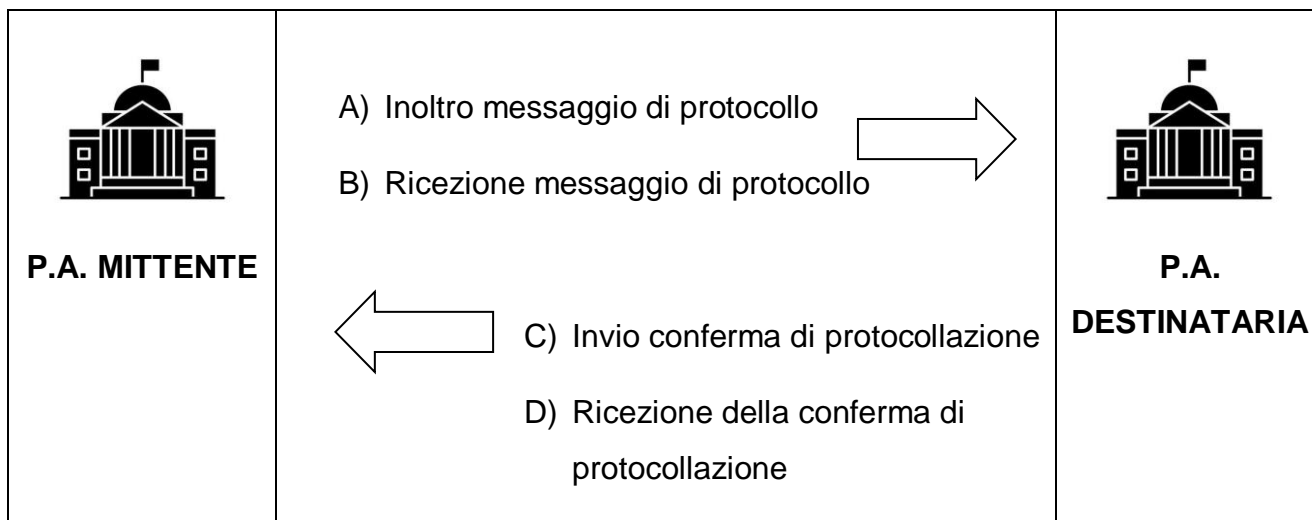 P.A. MITTENTE
A) Inoltro messaggio di protocollo
B) Ricezione messaggio di protocollo
C) Invio conferma di protocollazione
D) Ricezione della conferma di
protocollazione
P.A.
DESTINATARIA